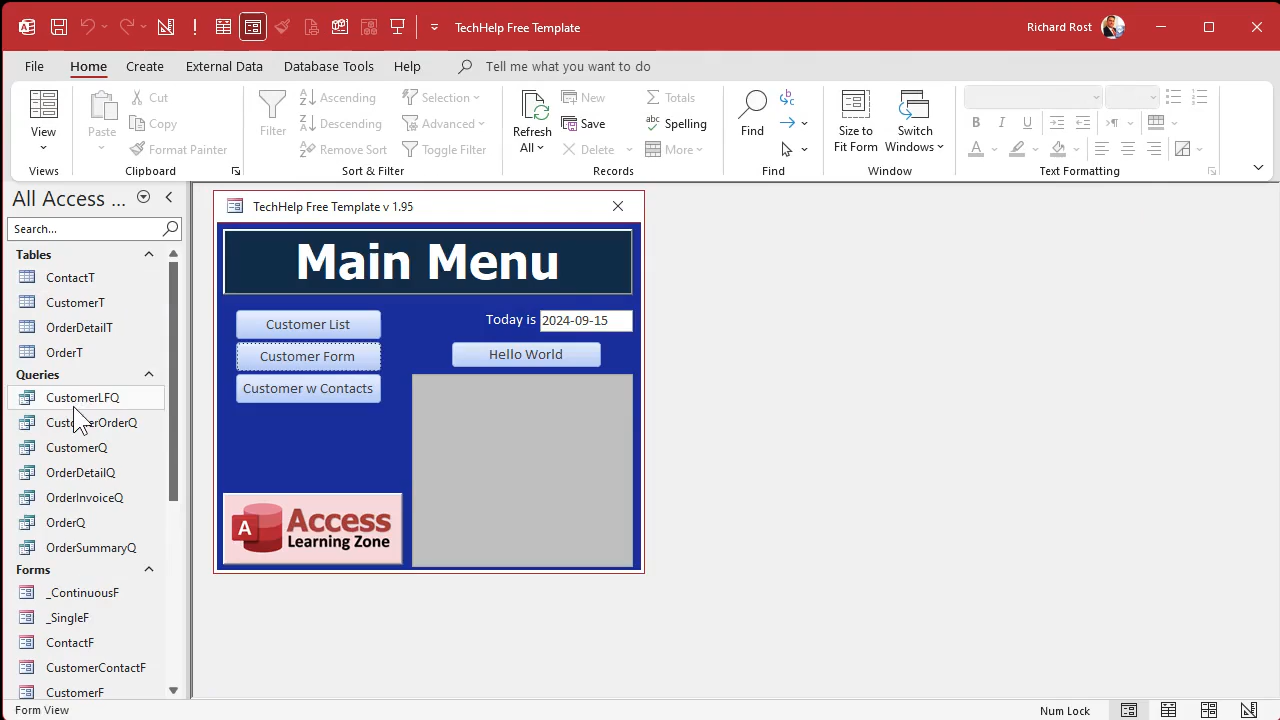 TechHelp Free Template
Richard Rost
File Home Create External Data Database Tools Help Tell me what you want to do
View
Views
Paste
Cut
Copy
Format Painter
Clipboard
Filter
Ascending
Descending
Remove Sort
Selection
Advanced
Toggle Filter
Sort & Filter
Refresh
All
New
Save
Delete
Totals
Spelling
More
Records
Find
Find
Size to
Fit Form
Switch
Windows
Window
B I U
Text Formatting
All Access ...
Search...
Tables
ContactT
CustomerT
OrderDetailT
OrderT
Queries
CustomerLFQ
CustomerOrderQ
CustomerQ
OrderDetailQ
OrderInvoiceQ
OrderQ
OrderSummaryQ
Forms
_ContinuousF
_SingleF
ContactF
CustomerContactF
CustomerF
TechHelp Free Template v 1.95
Main Menu
Customer List
Customer Form
Customer w Contacts
Today is 2024-09-15
Hello World
A Access
Learning Zone
Form View
Num Lock